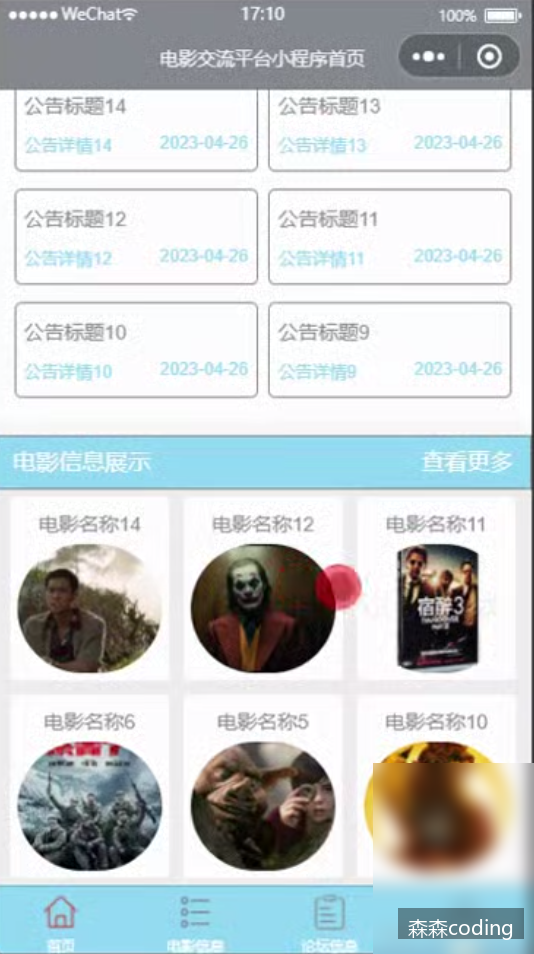 WeChat 17:10 100%
电影交流平台小程序首页
公告标题14 公告标题13
公告详情14 2023-04-26 公告详情13 2023-04-26
公告标题12 公告标题11
公告详情12 2023-04-26 公告详情11 2023-04-26
公告标题10 公告标题9
公告详情10 2023-04-26 公告详情9 2023-04-26
电影信息展示 查看更多
电影名称14 电影名称12 电影名称11
宿醉3
电影名称6 电影名称5 电影名称10
首页 电影信息 论坛信息
森森coding